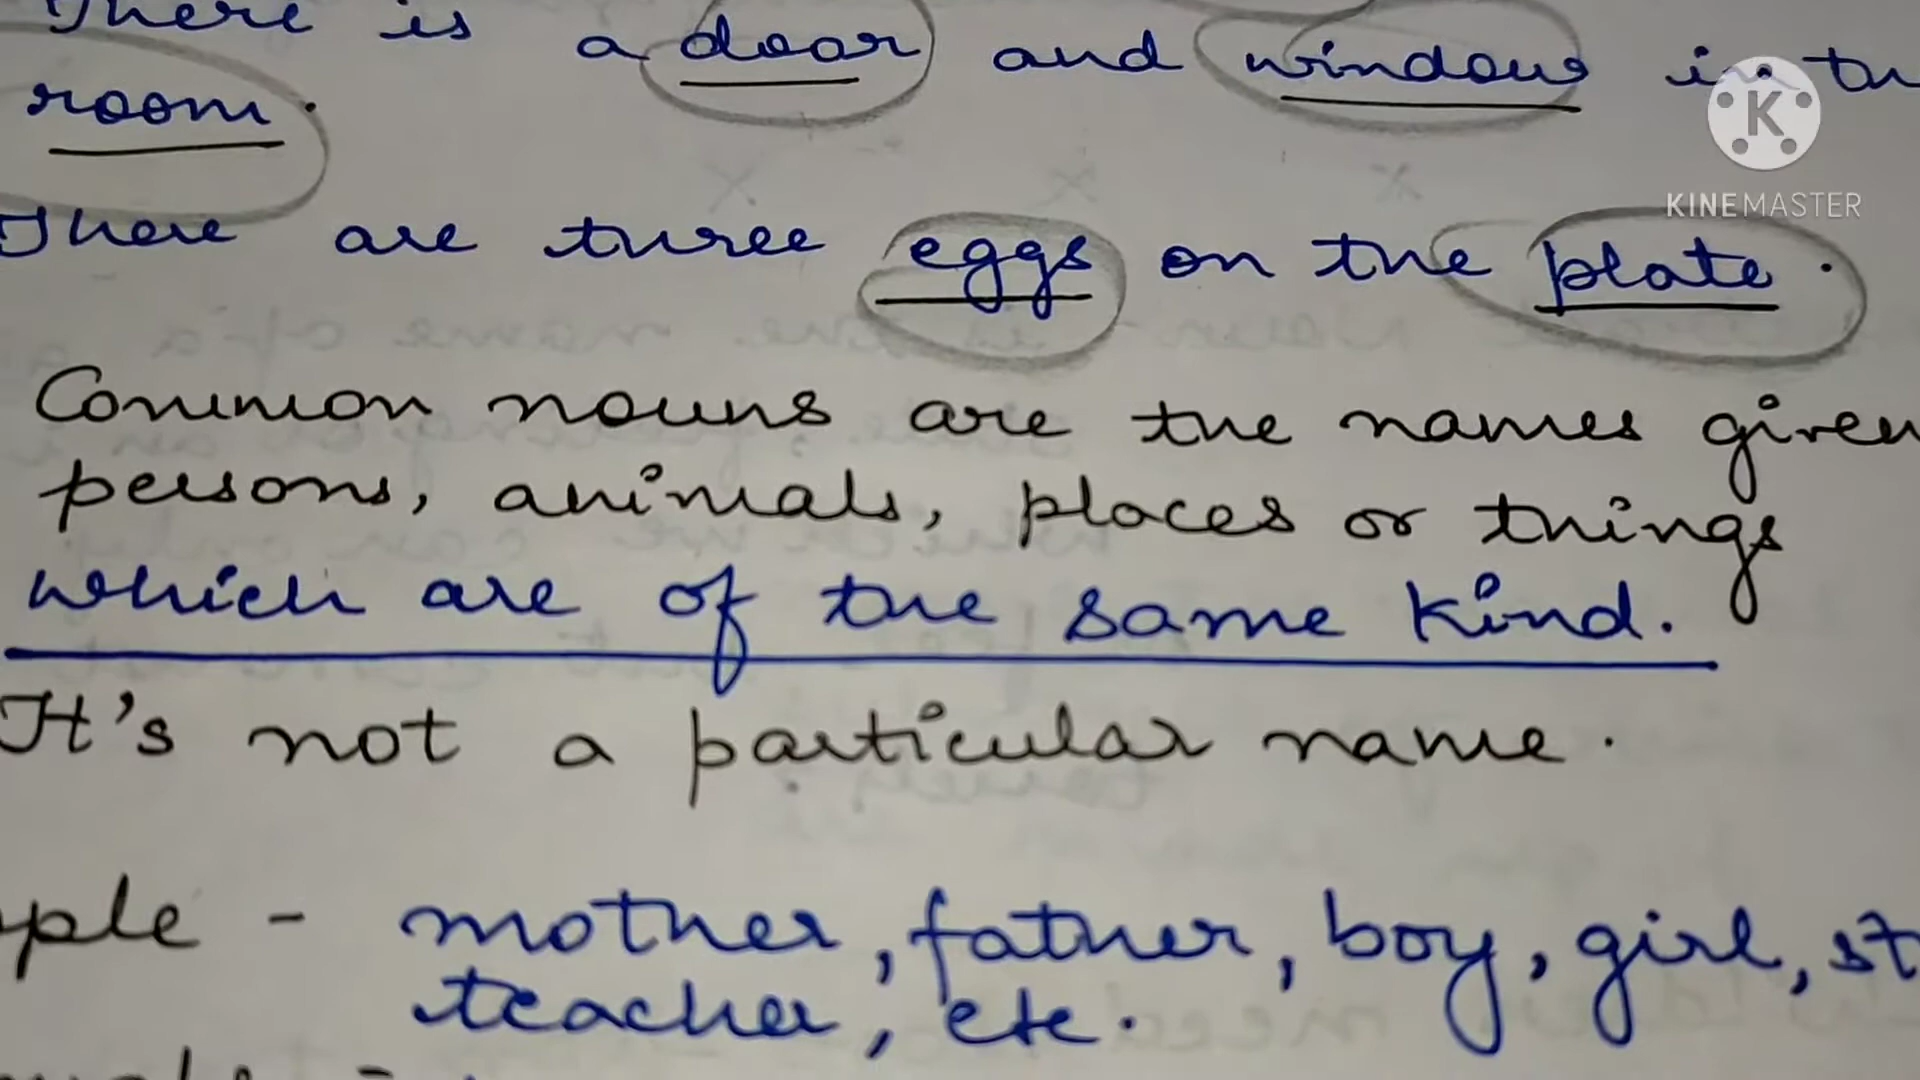 There is a door and window in
room.
There are three eggs on the plate.
Common nouns are the names given
persons, animals, places or things
which are of the same kind.
It's not a particular name.
ple - mother, father, boy, girl, st
teacher, etc.
K
KINEMASTER